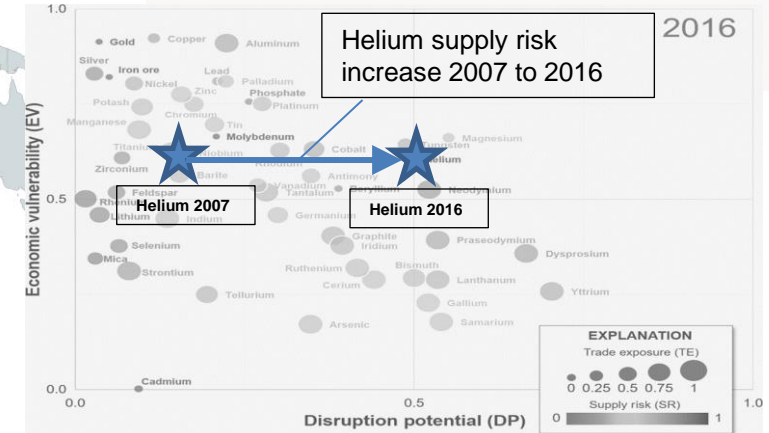 1.0
2016
Gold
Copper
Aluminum
Helium supply risk
increase 2007 to 2016
Silver
Iron ore
Lead
Nickel
Palladium
Zinc
Phosphate
Potash
Platinum
Chromium
Manganese
Tin
Molybdenum
Niobium
Cobalt
Tungsten
Magnesium
Rhodium
Zirconium
Barite
Antimony
Vanadium
Tantalum
Beryllium
Neodymium
0.5
Feldspar
Helium 2007
Helium 2016
Lithium
Indium
Germanium
Selenium
Graphite
Iridium
Praseodymium
Dysprosium
Mica
Strontium
Ruthenium
Bismuth
Cerium
Lanthanum
Yttrium
Tellurium
Gallium
Arsenic
Samarium
Cadmium
EXPLANATION
Trade exposure (TE)
0 0.25 0.5 0.75 1
Supply risk (SR)
0 1
0.0
0.0 0.5 1.0
Economic vulnerability (EV)
Disruption potential (DP)